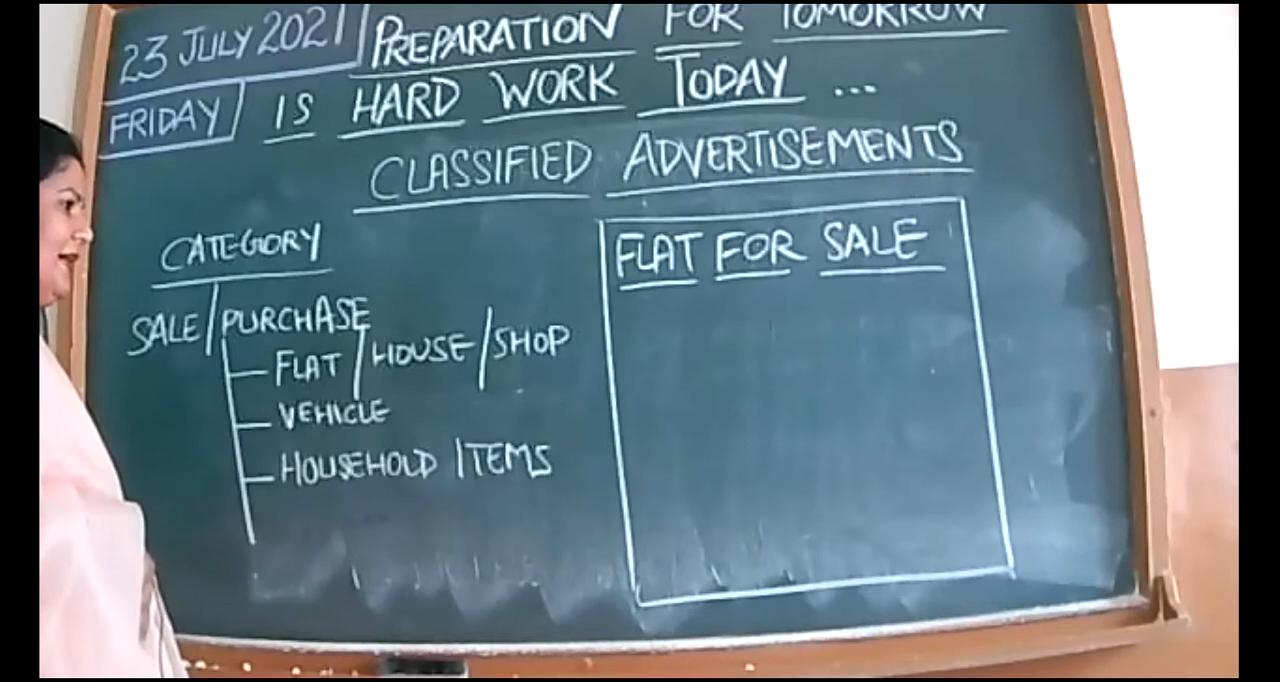 23 JULY 2021
FRIDAY
PREPARATION FOR TOMORROW
IS HARD WORK TODAY ...
CLASSIFIED ADVERTISEMENTS
CATEGORY
SALE/PURCHASE
FLAT/HOUSE/SHOP
VEHICLE
HOUSEHOLD ITEMS
FLAT FOR SALE